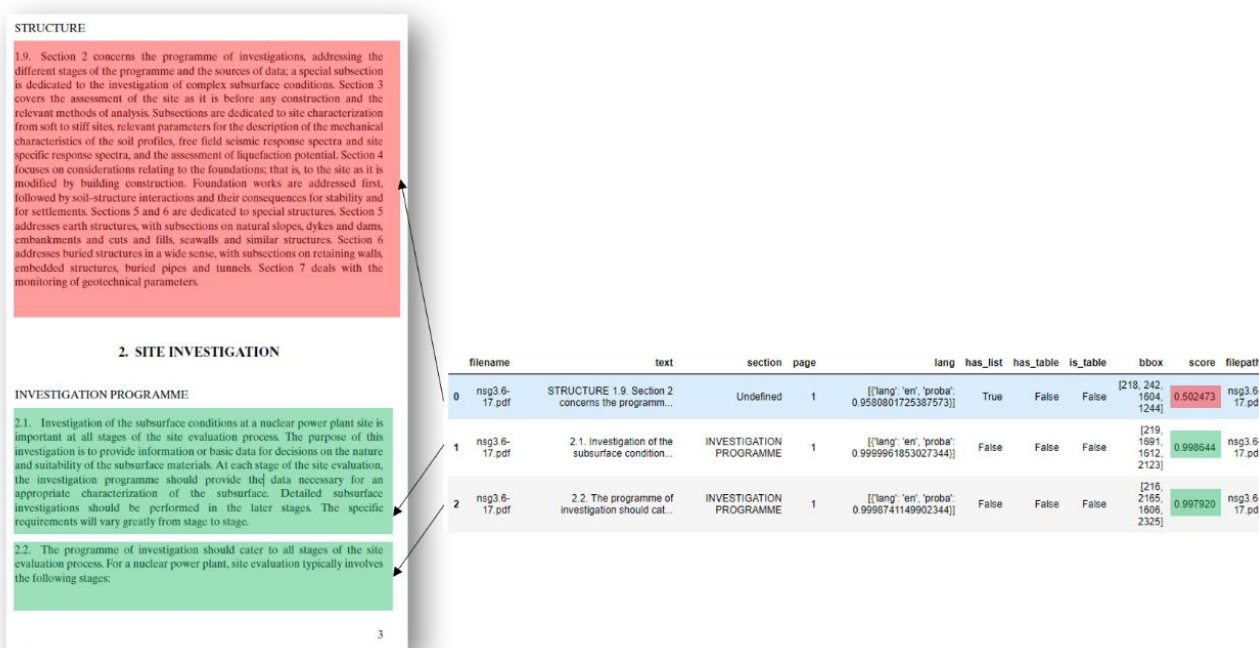 STRUCTURE
1.9. Section 2 concerns the programme of investigations, addressing the
different stages of the programme and the sources of data; a special subsection
is dedicated to the investigation of complex subsurface conditions. Section 3
covers the assessment of the site as it is before any construction and the
relevant methods of analysis. Subsections are dedicated to site characterization
from soft to stiff sites, relevant parameters for the description of the mechanical
characteristics of the soil profiles, free field seismic response spectra and site
specific response spectra, and the assessment of liquefaction potential. Section 4
focuses on considerations relating to the foundations; that is, to the site as it is
modified by building construction. Foundation works are addressed first,
followed by soil–structure interactions and their consequences for stability and
for settlements. Sections 5 and 6 are dedicated to special structures. Section 5
addresses earth structures, with subsections on natural slopes, dykes and dams,
embankments and cuts and fills, seawalls and similar structures. Section 6
addresses buried structures in a wide sense, with subsections on retaining walls,
embedded structures, buried pipes and tunnels. Section 7 deals with the
monitoring of geotechnical parameters.
2. SITE INVESTIGATION
INVESTIGATION PROGRAMME
2.1. Investigation of the subsurface conditions at a nuclear power plant site is
important at all stages of the site evaluation process. The purpose of this
investigation is to provide information or basic data for decisions on the nature
and suitability of the subsurface materials. At each stage of the site evaluation,
the investigation programme should provide the data necessary for an
appropriate characterization of the subsurface. Detailed subsurface
investigations should be performed in the later stages. The specific
requirements will vary greatly from stage to stage.
2.2. The programme of investigation should cater to all stages of the site
evaluation process. For a nuclear power plant, site evaluation typically involves
the following stages:
3
filename text section page lang has_list has_table is_table bbox score filepath
0 nsg3.6-17.pdf STRUCTURE 1.9. Section 2 concerns the programm... Undefined 1 [{'lang': 'en', 'proba': 0.9580801725387573}] True False False [218, 242, 1604, 1244] 0.502473 nsg3.6-17.pd
1 nsg3.6-17.pdf 2.1. Investigation of the subsurface condition... INVESTIGATION PROGRAMME 1 [{'lang': 'en', 'proba': 0.9999961853027344}] False False False [219, 1691, 1612, 2123] 0.998644 nsg3.6-17.pd
2 nsg3.6-17.pdf 2.2. The programme of investigation should cat... INVESTIGATION PROGRAMME 1 [{'lang': 'en', 'proba': 0.9998741149902344}] False False False [216, 2165, 1606, 2325] 0.997920 nsg3.6-17.pd